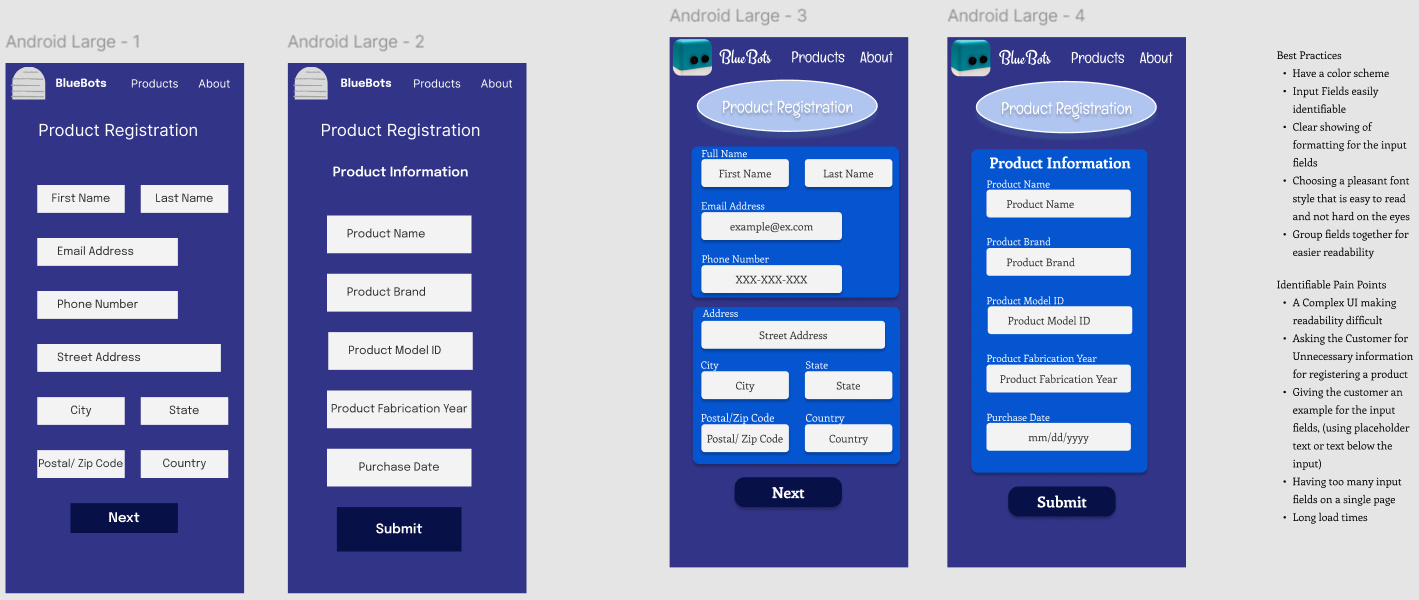 Android Large - 1
BlueBots Products About
Product Registration
First Name Last Name
Email Address
Phone Number
Street Address
City State
Postal/ Zip Code Country
Next
Android Large - 2
BlueBots Products About
Product Registration
Product Information
Product Name
Product Brand
Product Model ID
Product Fabrication Year
Purchase Date
Submit
Android Large - 3
BlueBots Products About
Product Registration
Full Name
First Name Last Name
Email Address
example@ex.com
Phone Number
XXX-XXX-XXX
Address
Street Address
City State
City State
Postal/Zip Code Country
Postal/ Zip Code Country
Next
Android Large - 4
BlueBots Products About
Product Registration
Product Information
Product Name
Product Name
Product Brand
Product Brand
Product Model ID
Product Model ID
Product Fabrication Year
Product Fabrication Year
Purchase Date
mm/dd/yyyy
Submit
Best Practices
• Have a color scheme
• Input Fields easily
identifiable
• Clear showing of
formatting for the input
fields
• Choosing a pleasant font
style that is easy to read
and not hard on the eyes
• Group fields together for
easier readability
Identifiable Pain Points
• A Complex UI making
readability difficult
• Asking the Customer for
Unnecessary information
for registering a product
• Giving the customer an
example for the input
fields, (using placeholder
text or text below the
input)
• Having too many input
fields on a single page
• Long load times